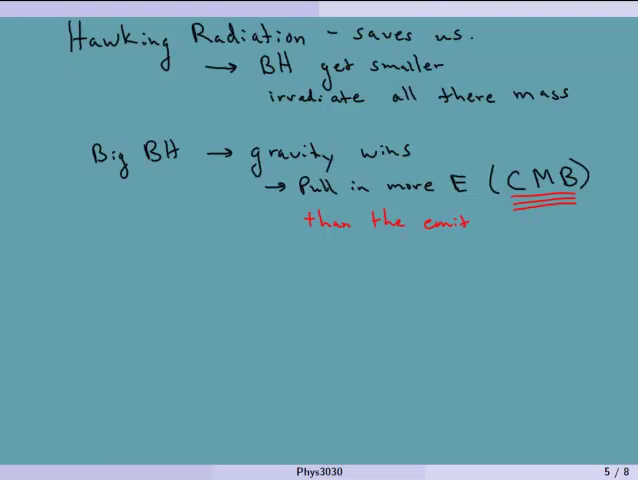 Hawking Radiation - saves us.
→ BH get smaller
irradiate all there mass
Big BH → gravity wins
→ Pull in more E (CMB)
than the emit
Phys3030
5 / 8